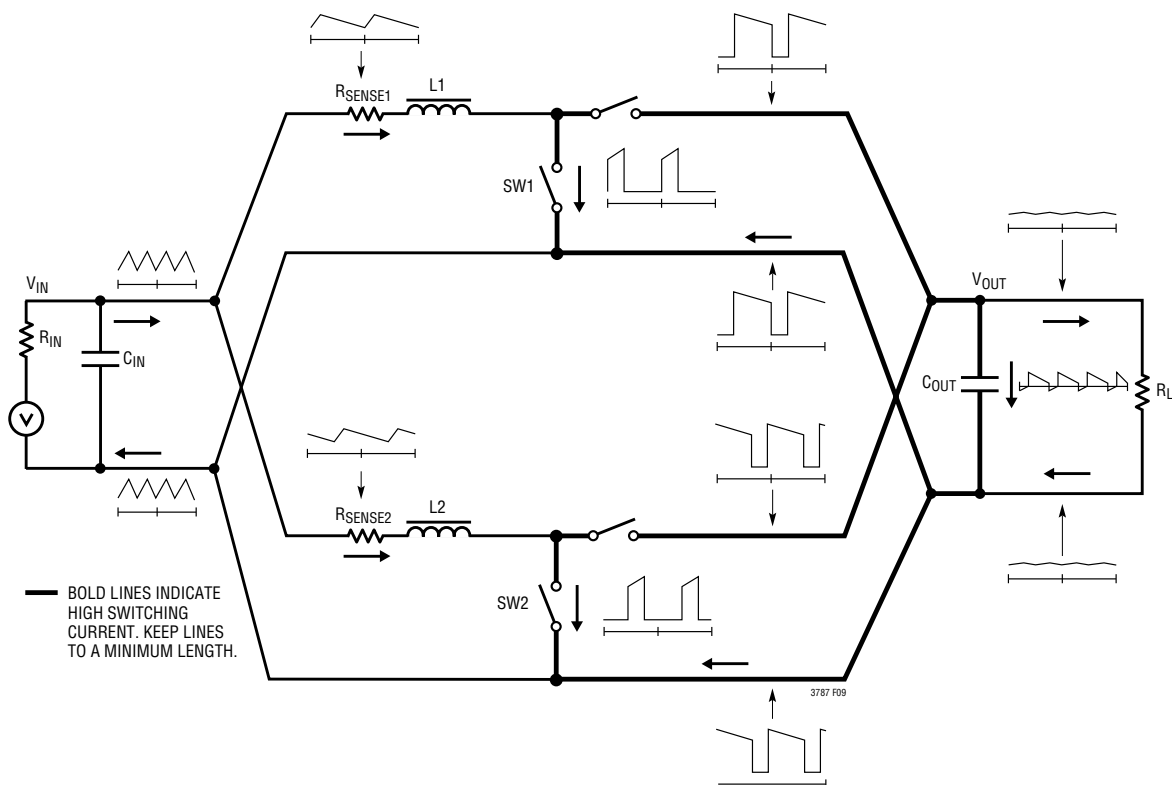 RSENSE1
L1
SW1
VIN
RIN
CIN
V
VOUT
COUT
RL
RSENSE2
L2
SW2
BOLD LINES INDICATE
HIGH SWITCHING
CURRENT. KEEP LINES
TO A MINIMUM LENGTH.
3787 F09